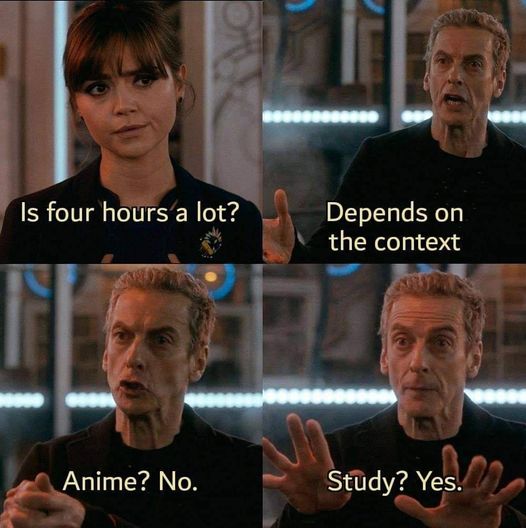 Is four hours a lot?
Depends on
the context
Anime? No.
Study? Yes.